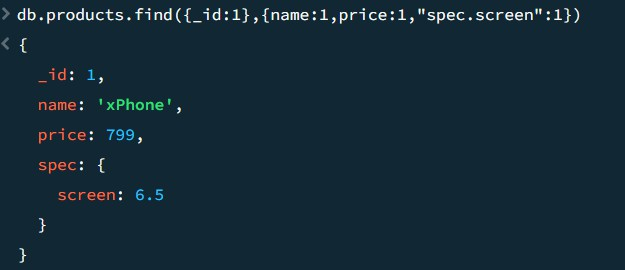 > db.products.find({_id:1},{name:1,price:1,"spec.screen":1})
< {
_id: 1,
name: 'xPhone',
price: 799,
spec: {
screen: 6.5
}
}